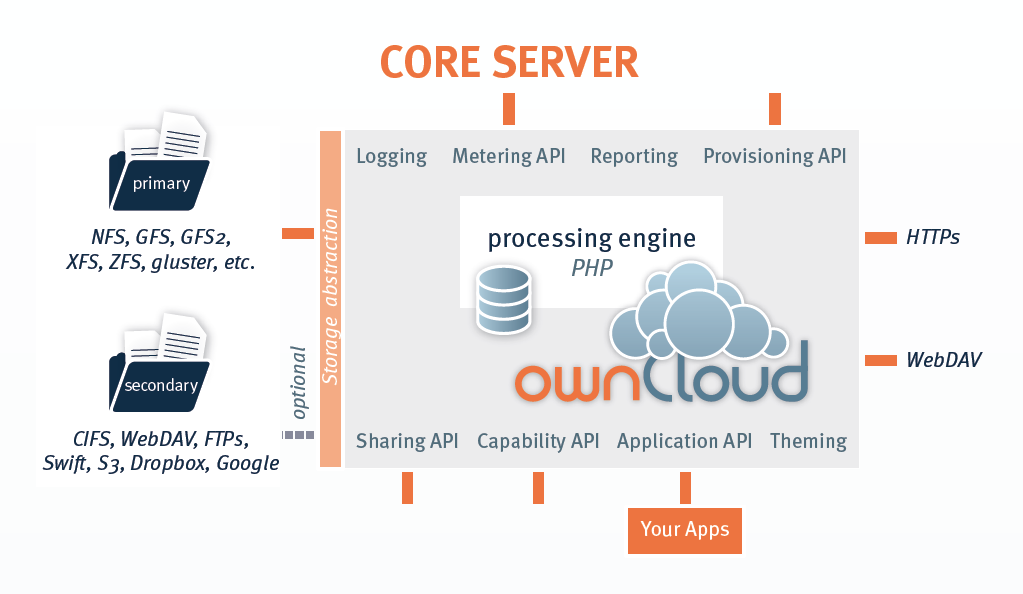 CORE SERVER
Logging Metering API Reporting Provisioning API
primary
NFS, GFS, GFS2,
XFS, ZFS, gluster, etc.
Storage abstraction
processing engine
PHP
HTTPs
WebDAV
ownCloud
secondary
optional
CIFS, WebDAV, FTPs,
Swift, S3, Dropbox, Google
Sharing API Capability API Application API Theming
Your Apps